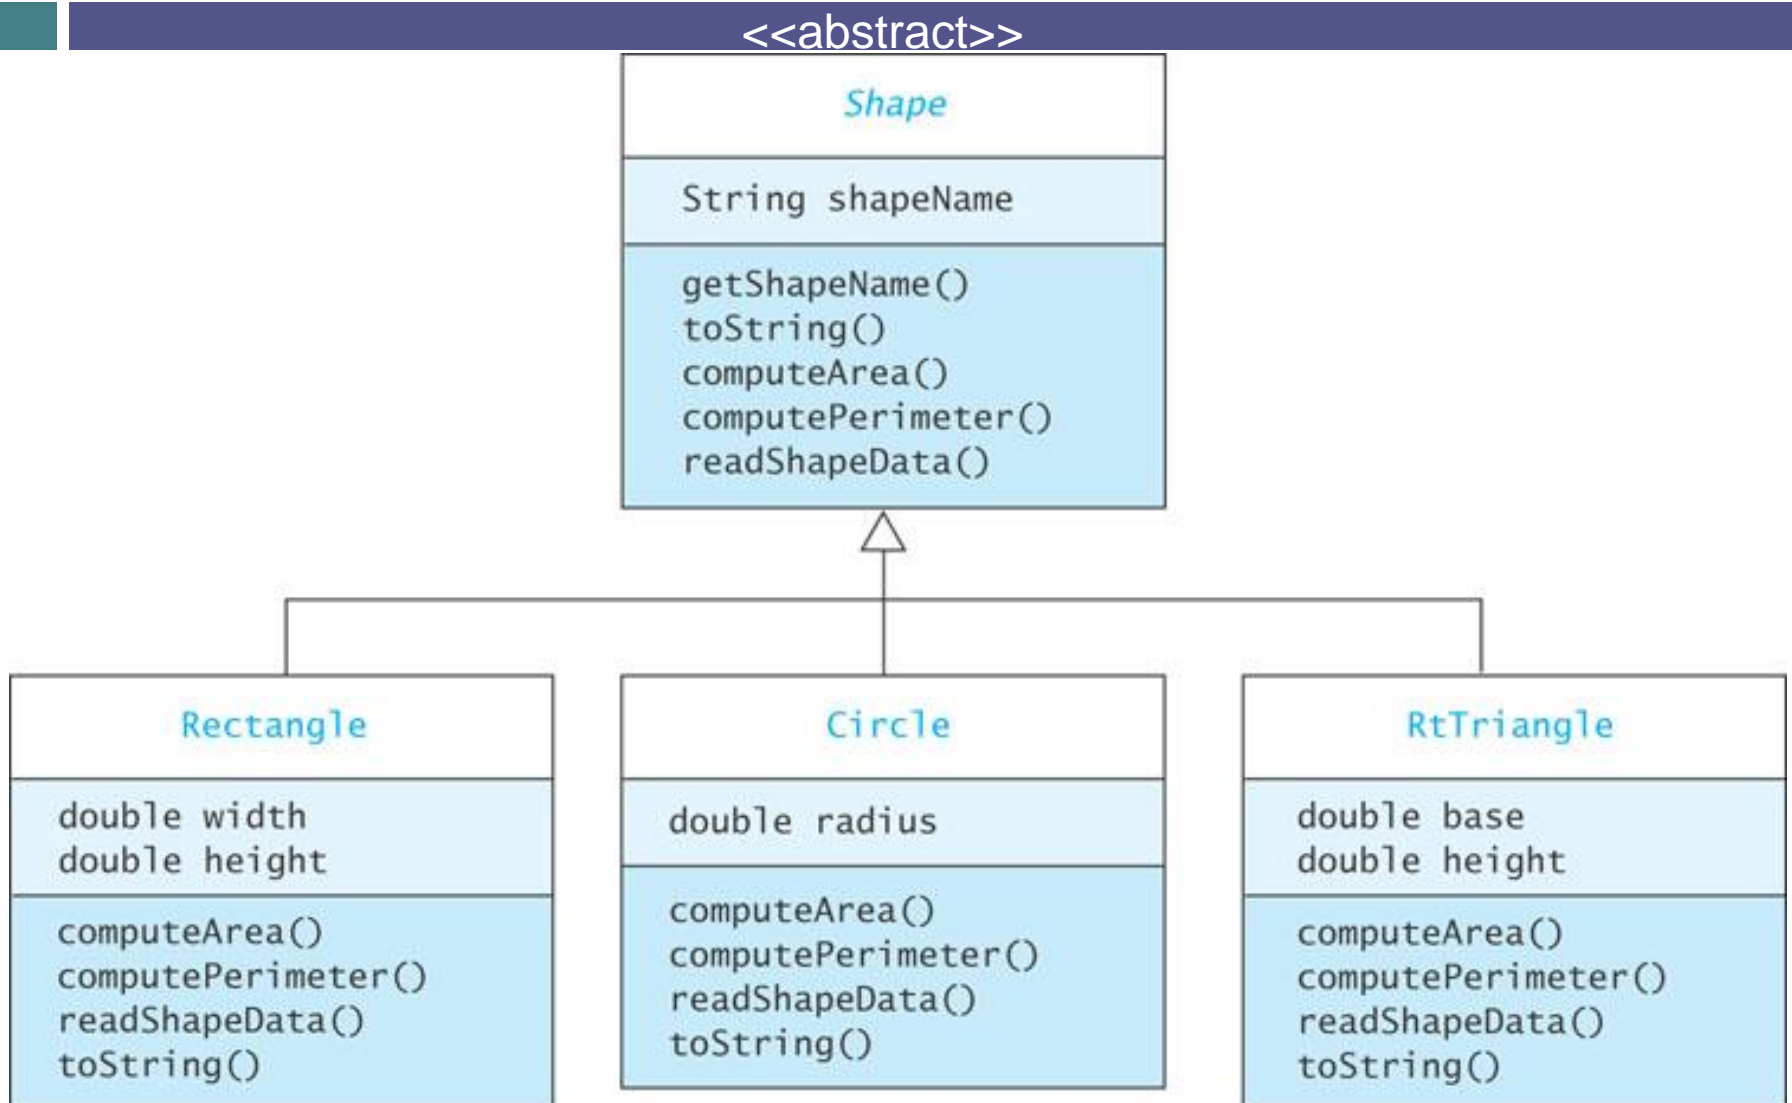 <<abstract>>
Shape
String shapeName
getShapeName()
toString()
computeArea()
computePerimeter()
readShapeData()
Rectangle
double width
double height
computeArea()
computePerimeter()
readShapeData()
toString()
Circle
double radius
computeArea()
computePerimeter()
readShapeData()
toString()
RtTriangle
double base
double height
computeArea()
computePerimeter()
readShapeData()
toString()